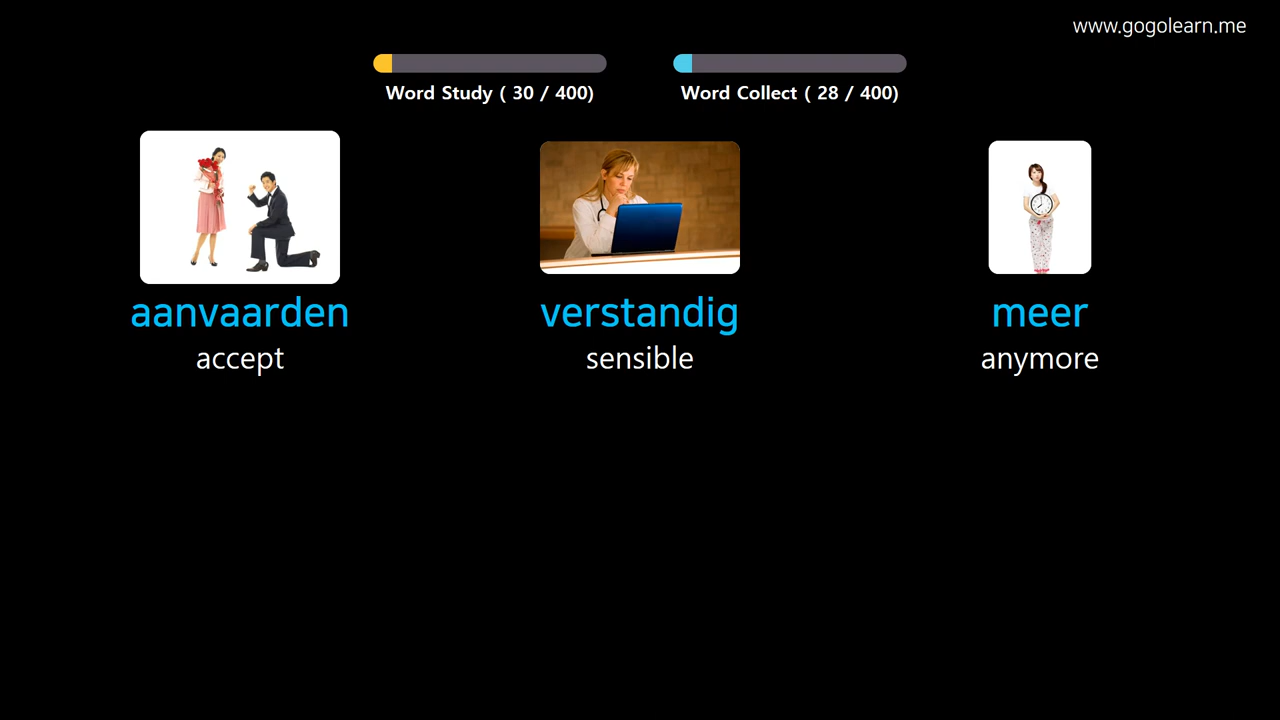 www.gogolearn.me
Word Study ( 30 / 400)
Word Collect ( 28 / 400)
aanvaarden
accept
verstandig
sensible
meer
anymore